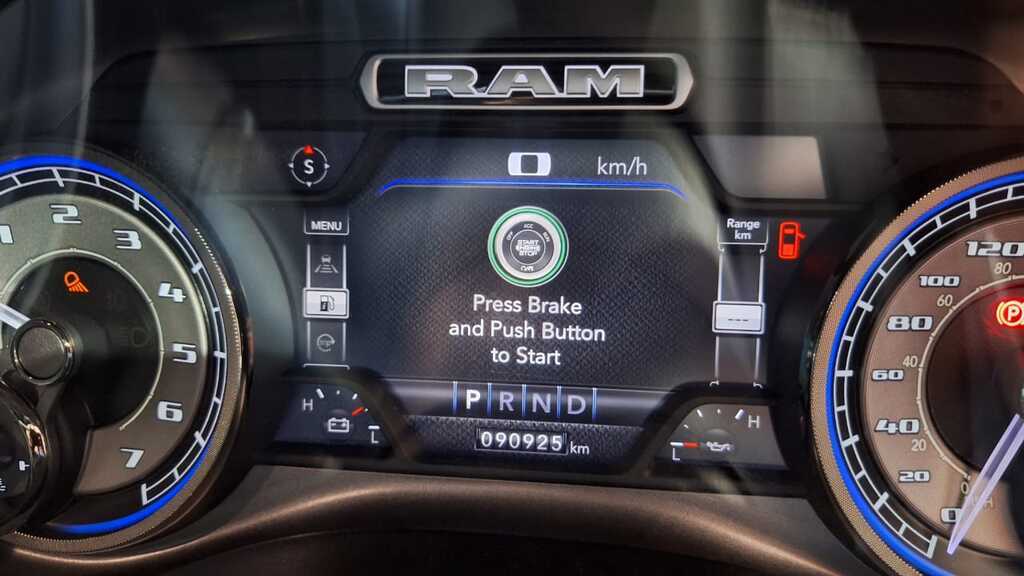 RAM
S
0 km/h
MENU
Range
km
START
ENGINE
STOP
Press Brake
and Push Button
to Start
P R N D
090925 km
H
L
H
L
1
2
3
4
5
6
7
120
100
80
60
40
20
0
80
60
40
20
P